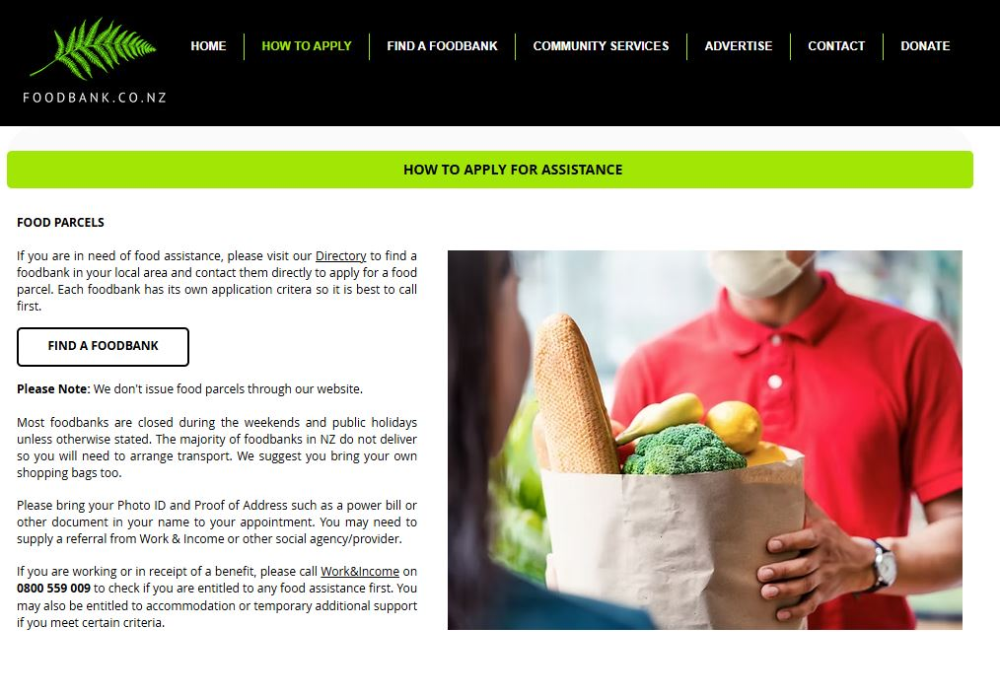 HOME
HOW TO APPLY
FIND A FOODBANK
COMMUNITY SERVICES
ADVERTISE
CONTACT
DONATE
FOODBANK.CO.NZ
HOW TO APPLY FOR ASSISTANCE
FOOD PARCELS
If you are in need of food assistance, please visit our Directory to find a
foodbank in your local area and contact them directly to apply for a food
parcel. Each foodbank has its own application critera so it is best to call
first.
FIND A FOODBANK
Please Note: We don't issue food parcels through our website.
Most foodbanks are closed during the weekends and public holidays
unless otherwise stated. The majority of foodbanks in NZ do not deliver
so you will need to arrange transport. We suggest you bring your own
shopping bags too.
Please bring your Photo ID and Proof of Address such as a power bill or
other document in your name to your appointment. You may need to
supply a referral from Work & Income or other social agency/provider.
If you are working or in receipt of a benefit, please call Work&Income on
0800 559 009 to check if you are entitled to any food assistance first. You
may also be entitled to accommodation or temporary additional support
if you meet certain criteria.